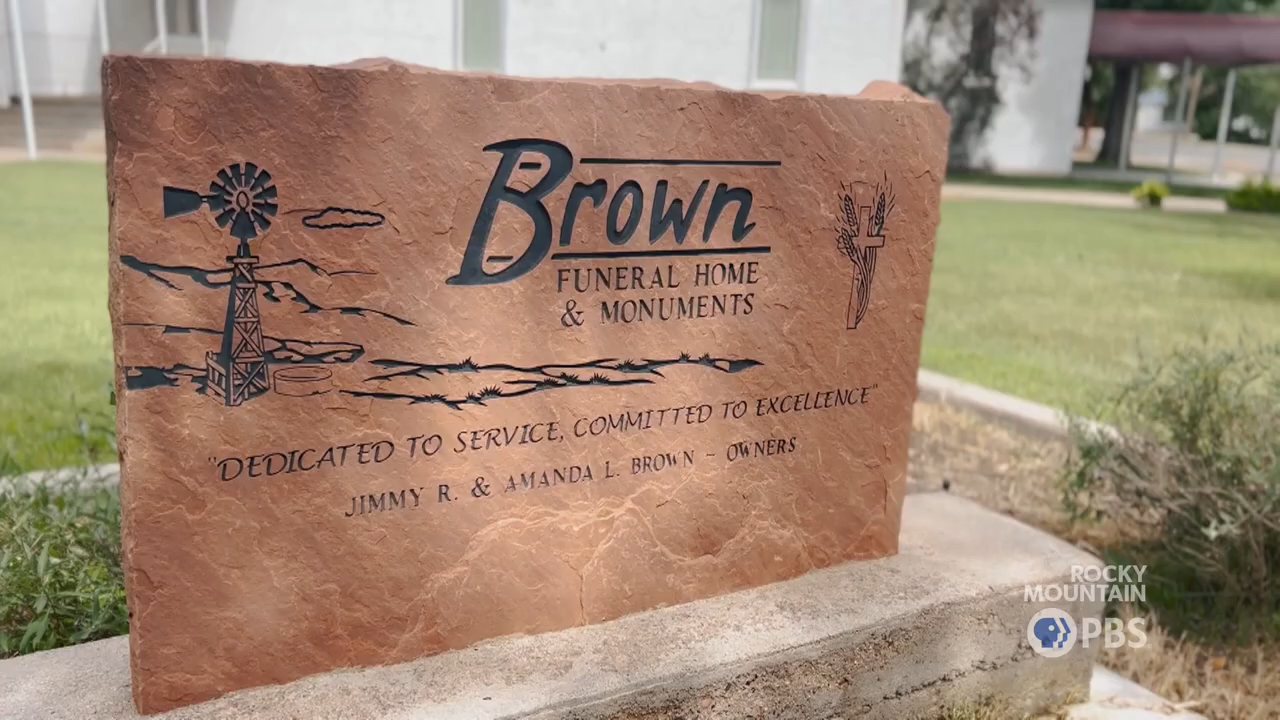 Brown
FUNERAL HOME
& MONUMENTS
"DEDICATED TO SERVICE, COMMITTED TO EXCELLENCE"
JIMMY R. & AMANDA L. BROWN - OWNERS
ROCKY
MOUNTAIN
PBS